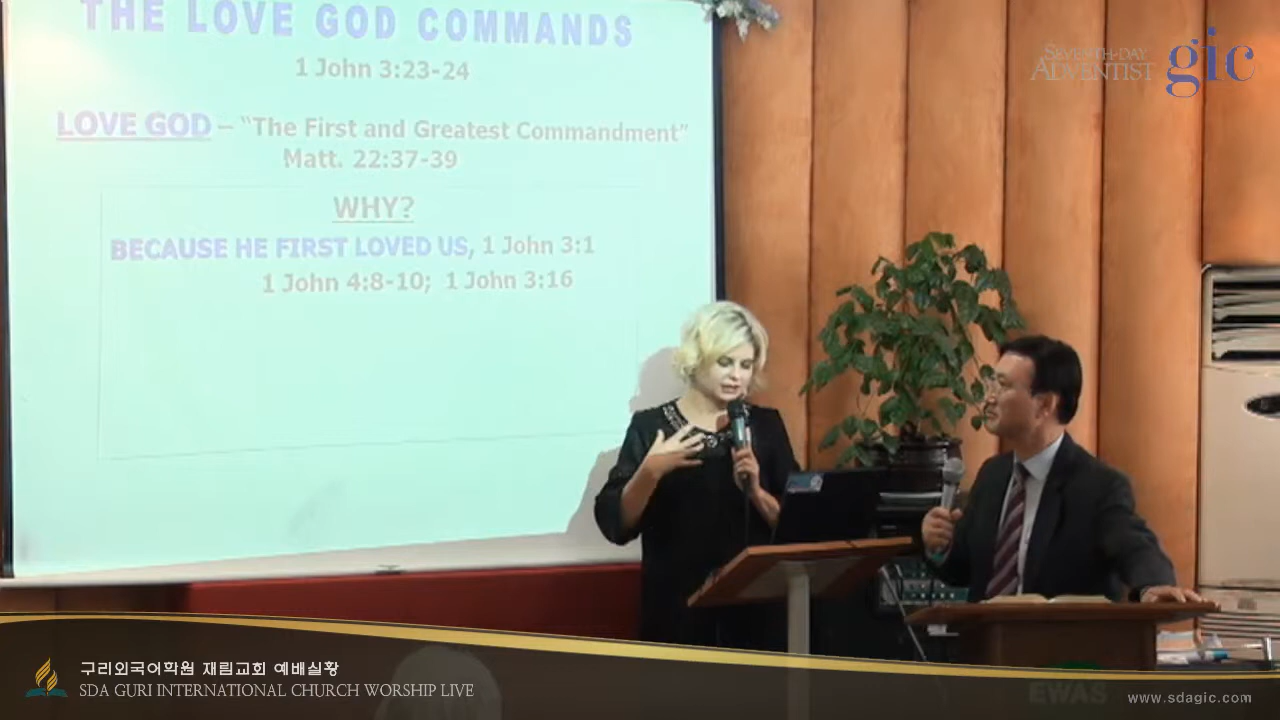 THE LOVE GOD COMMANDS
1 John 3:23-24
LOVE GOD – “The First and Greatest Commandment”
Matt. 22:37-39
WHY?
BECAUSE HE FIRST LOVED US, 1 John 3:1
1 John 4:8-10; 1 John 3:16
SEVENTH-DAY
ADVENTIST gic
구리외국어학원 재림교회 예배실황
SDA GURI INTERNATIONAL CHURCH WORSHIP LIVE
EWAS
www.sdagic.com